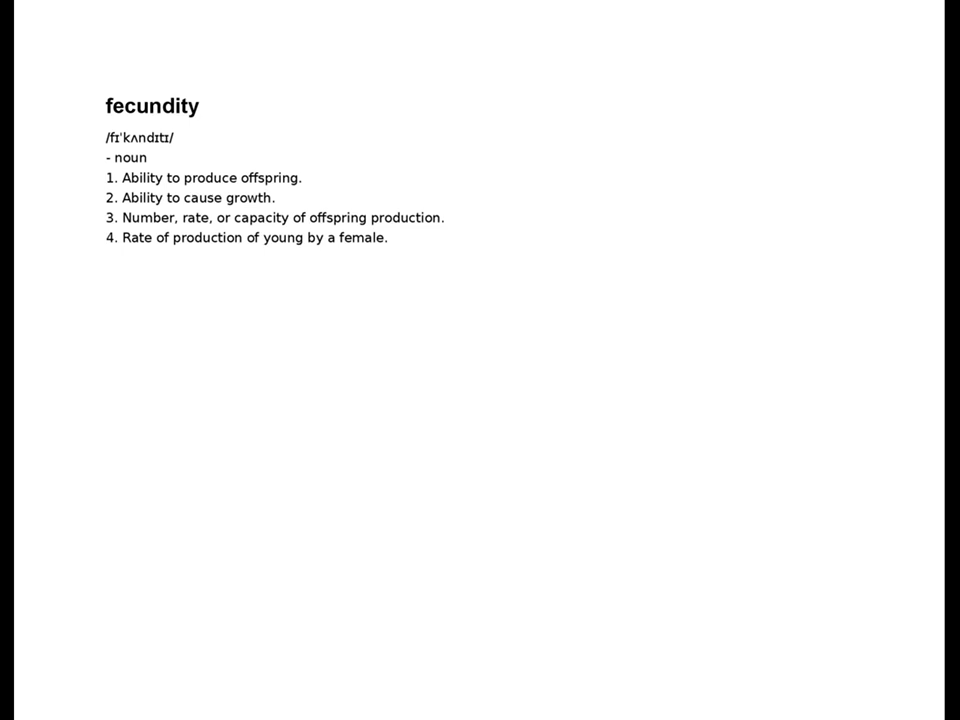 fecundity
/fɪˈkʌndɪtɪ/
- noun
1. Ability to produce offspring.
2. Ability to cause growth.
3. Number, rate, or capacity of offspring production.
4. Rate of production of young by a female.